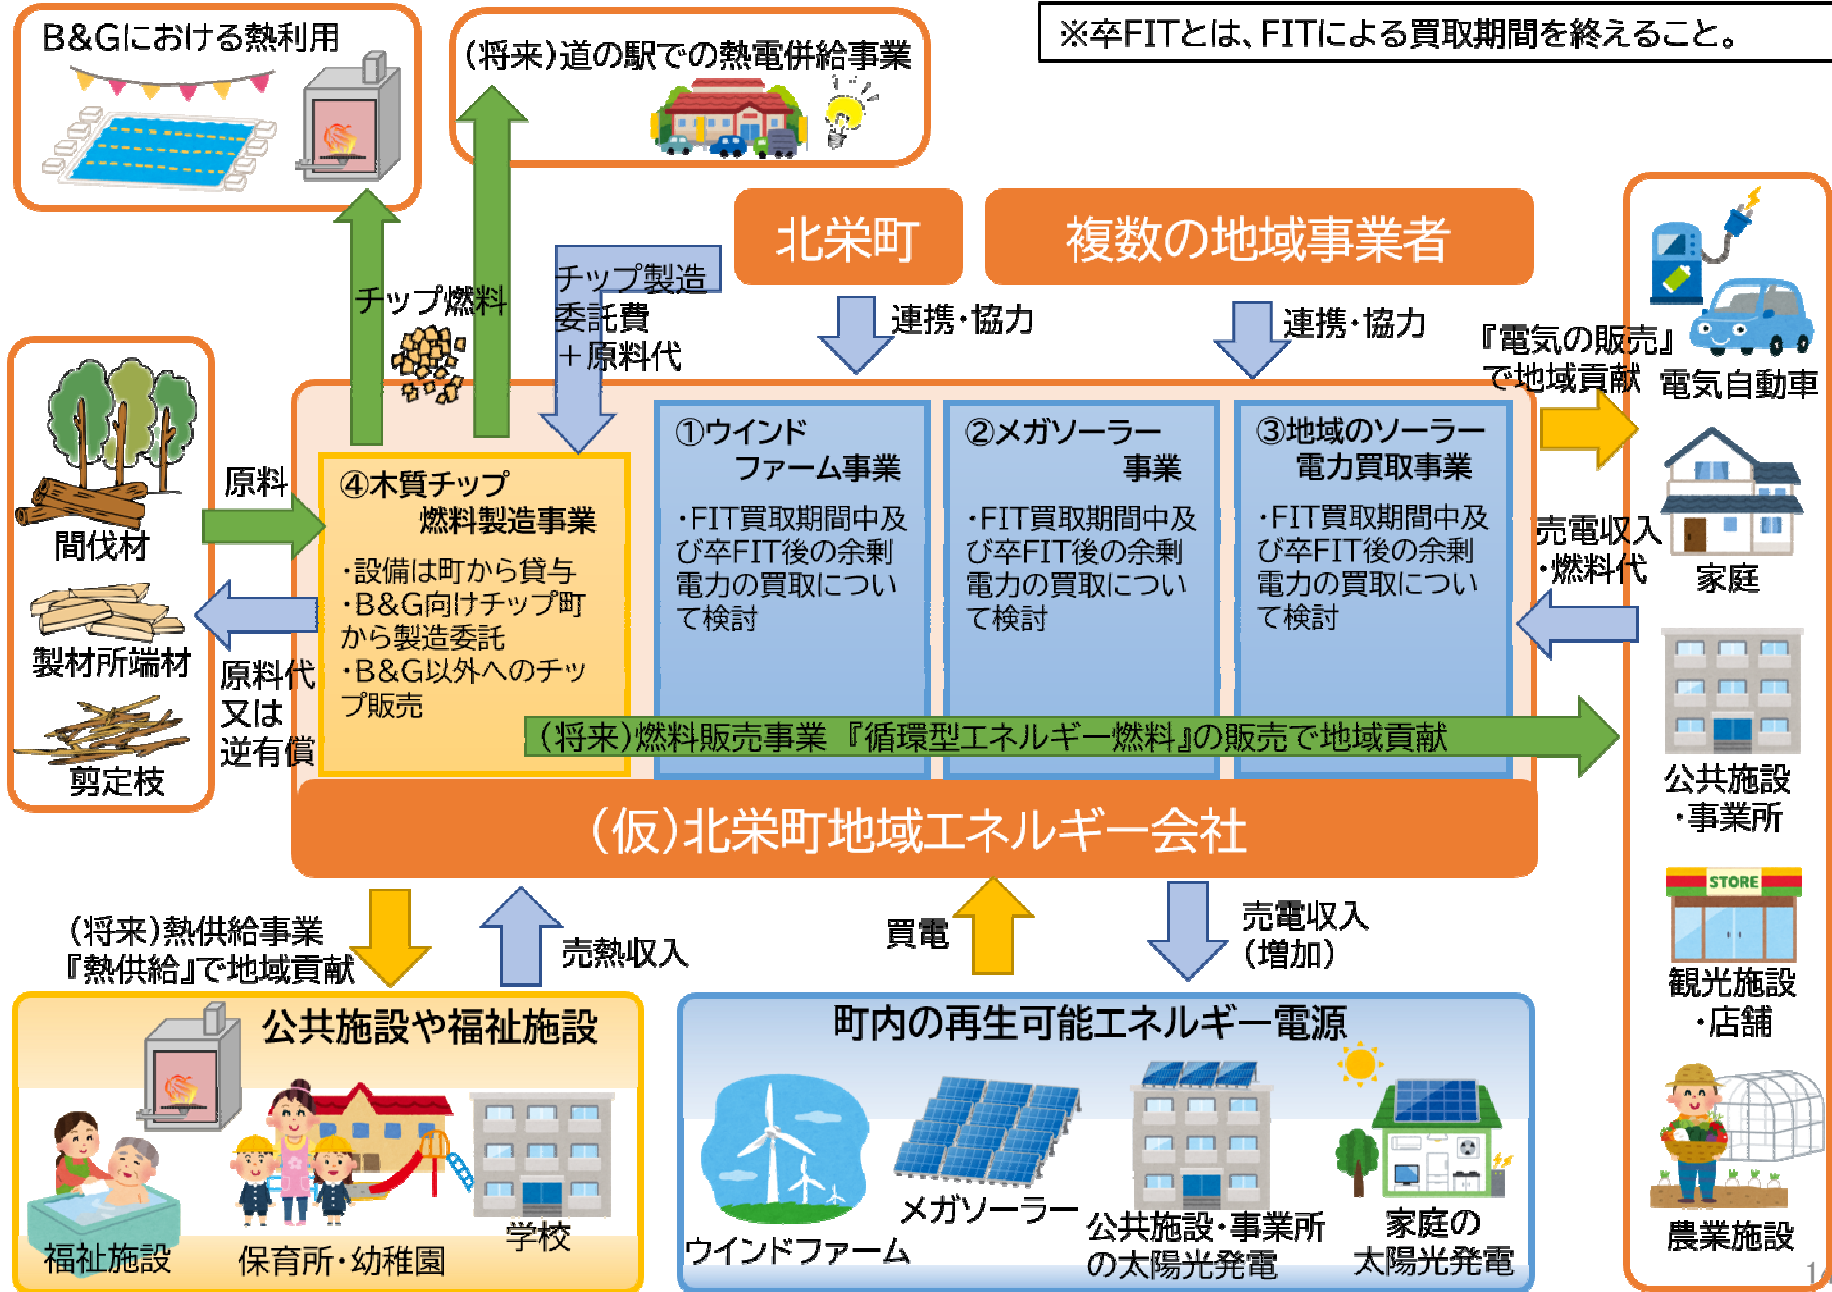 B&Gにおける熱利用
(将来)道の駅での熱電併給事業
※卒FITとは、FITによる買取期間を終えること。
北栄町
複数の地域事業者
チップ燃料
チップ製造
委託費
＋原料代
連携・協力
連携・協力
『電気の販売』
で地域貢献
電気自動車
家庭
売電収入
・燃料代
公共施設
・事業所
STORE
観光施設
・店舗
農業施設
間伐材
製材所端材
剪定枝
原料
原料代
又は
逆有償
④木質チップ
燃料製造事業
・設備は町から貸与
・B&G向けチップ町
から製造委託
・B&G以外へのチッ
プ販売
①ウインド
ファーム事業
・FIT買取期間中及
び卒FIT後の余剰
電力の買取につい
て検討
②メガソーラー
事業
・FIT買取期間中及
び卒FIT後の余剰
電力の買取につい
て検討
③地域のソーラー
電力買取事業
・FIT買取期間中及
び卒FIT後の余剰
電力の買取につい
て検討
(将来)燃料販売事業 『循環型エネルギー燃料』の販売で地域貢献
(仮)北栄町地域エネルギー会社
(将来)熱供給事業
『熱供給』で地域貢献
売熱収入
買電
売電収入
(増加)
公共施設や福祉施設
福祉施設
保育所・幼稚園
学校
町内の再生可能エネルギー電源
ウインドファーム
メガソーラー
公共施設・事業所
の太陽光発電
家庭の
太陽光発電